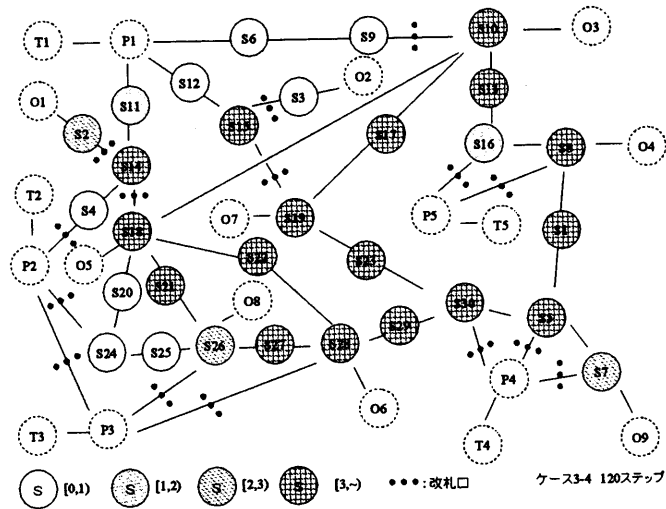 T1
P1
S6
S9
S10
O3
O2
S12
O1
S11
S3
S2
S15
S17
S16
S8
O4
S14
T2
S4
O7
S19
P5
T5
S1
S18
P2
O5
S22
S23
S20
S21
O8
S30
S29
S5
S24
S25
S26
S27
S28
P4
S7
O6
T3
P3
T4
O9
S [0,1)
S [1,2)
S [2,3)
S [3,~)
:改札口
ケース3-4 120ステップ